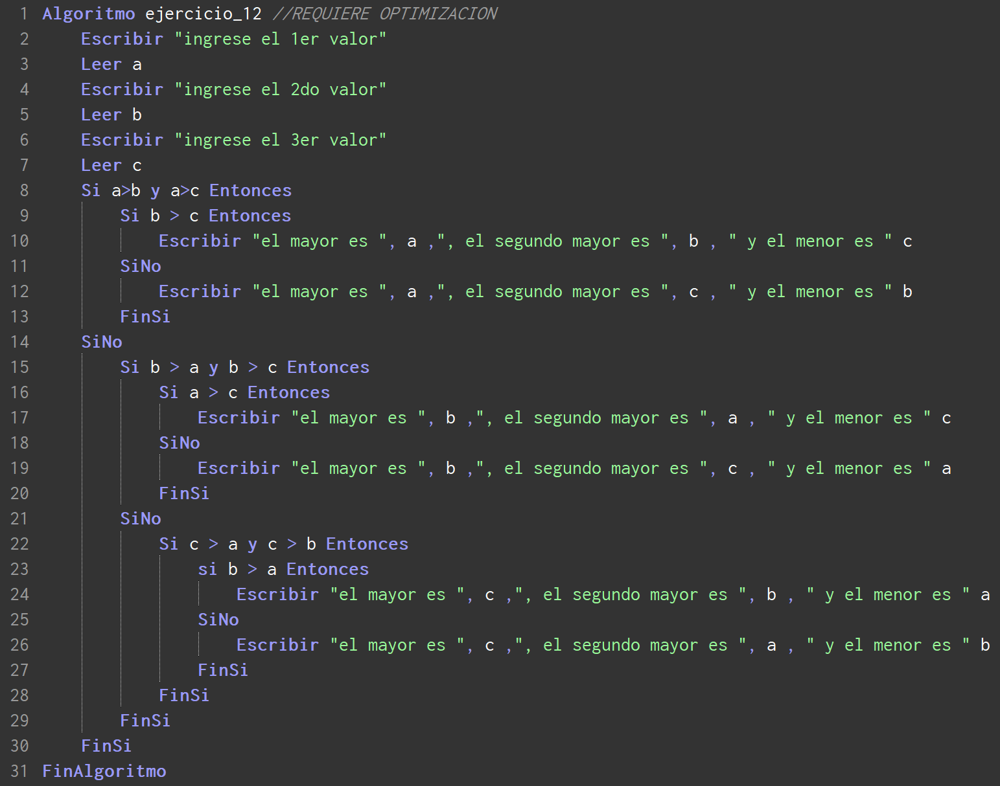 1 Algoritmo ejercicio_12 //REQUIERE OPTIMIZACION
2 Escribir "ingrese el 1er valor"
3 Leer a
4 Escribir "ingrese el 2do valor"
5 Leer b
6 Escribir "ingrese el 3er valor"
7 Leer c
8 Si a>b y a>c Entonces
9 Si b > c Entonces
10 Escribir "el mayor es ", a ,", el segundo mayor es ", b , " y el menor es " c
11 SiNo
12 Escribir "el mayor es ", a ,", el segundo mayor es ", c , " y el menor es " b
13 FinSi
14 SiNo
15 Si b > a y b > c Entonces
16 Si a > c Entonces
17 Escribir "el mayor es ", b ,", el segundo mayor es ", a , " y el menor es " c
18 SiNo
19 Escribir "el mayor es ", b ,", el segundo mayor es ", c , " y el menor es " a
20 FinSi
21 SiNo
22 Si c > a y c > b Entonces
23 si b > a Entonces
24 Escribir "el mayor es ", c ,", el segundo mayor es ", b , " y el menor es " a
25 SiNo
26 Escribir "el mayor es ", c ,", el segundo mayor es ", a , " y el menor es " b
27 FinSi
28 FinSi
29 FinSi
30 FinSi
31 FinAlgoritmo